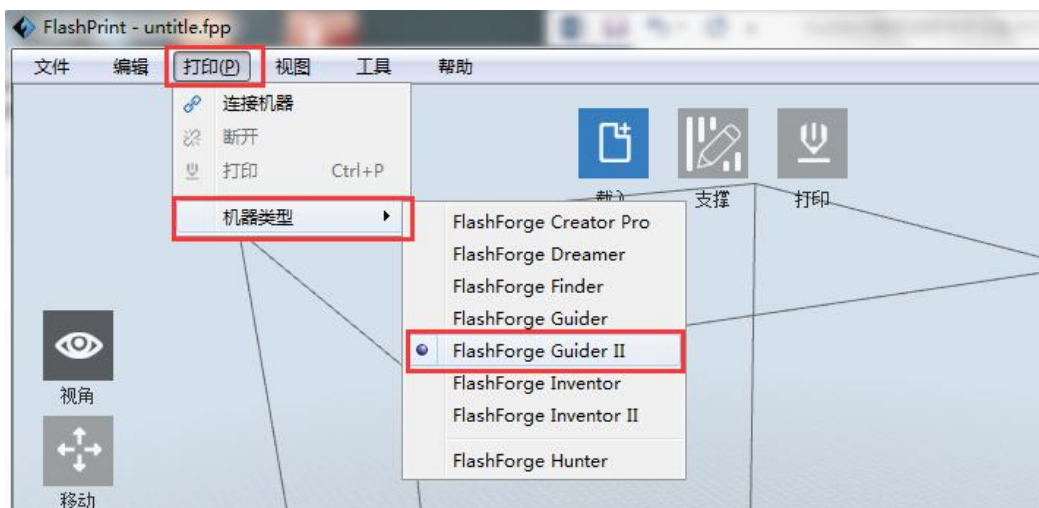 FlashPrint - untitle.fpp
文件 编辑 打印(P) 视图 工具 帮助
连接机器
断开
打印 Ctrl+P
机器类型
载入 支撑 打印
FlashForge Creator Pro
FlashForge Dreamer
FlashForge Finder
FlashForge Guider
FlashForge Guider II
FlashForge Inventor
FlashForge Inventor II
FlashForge Hunter
视角
移动